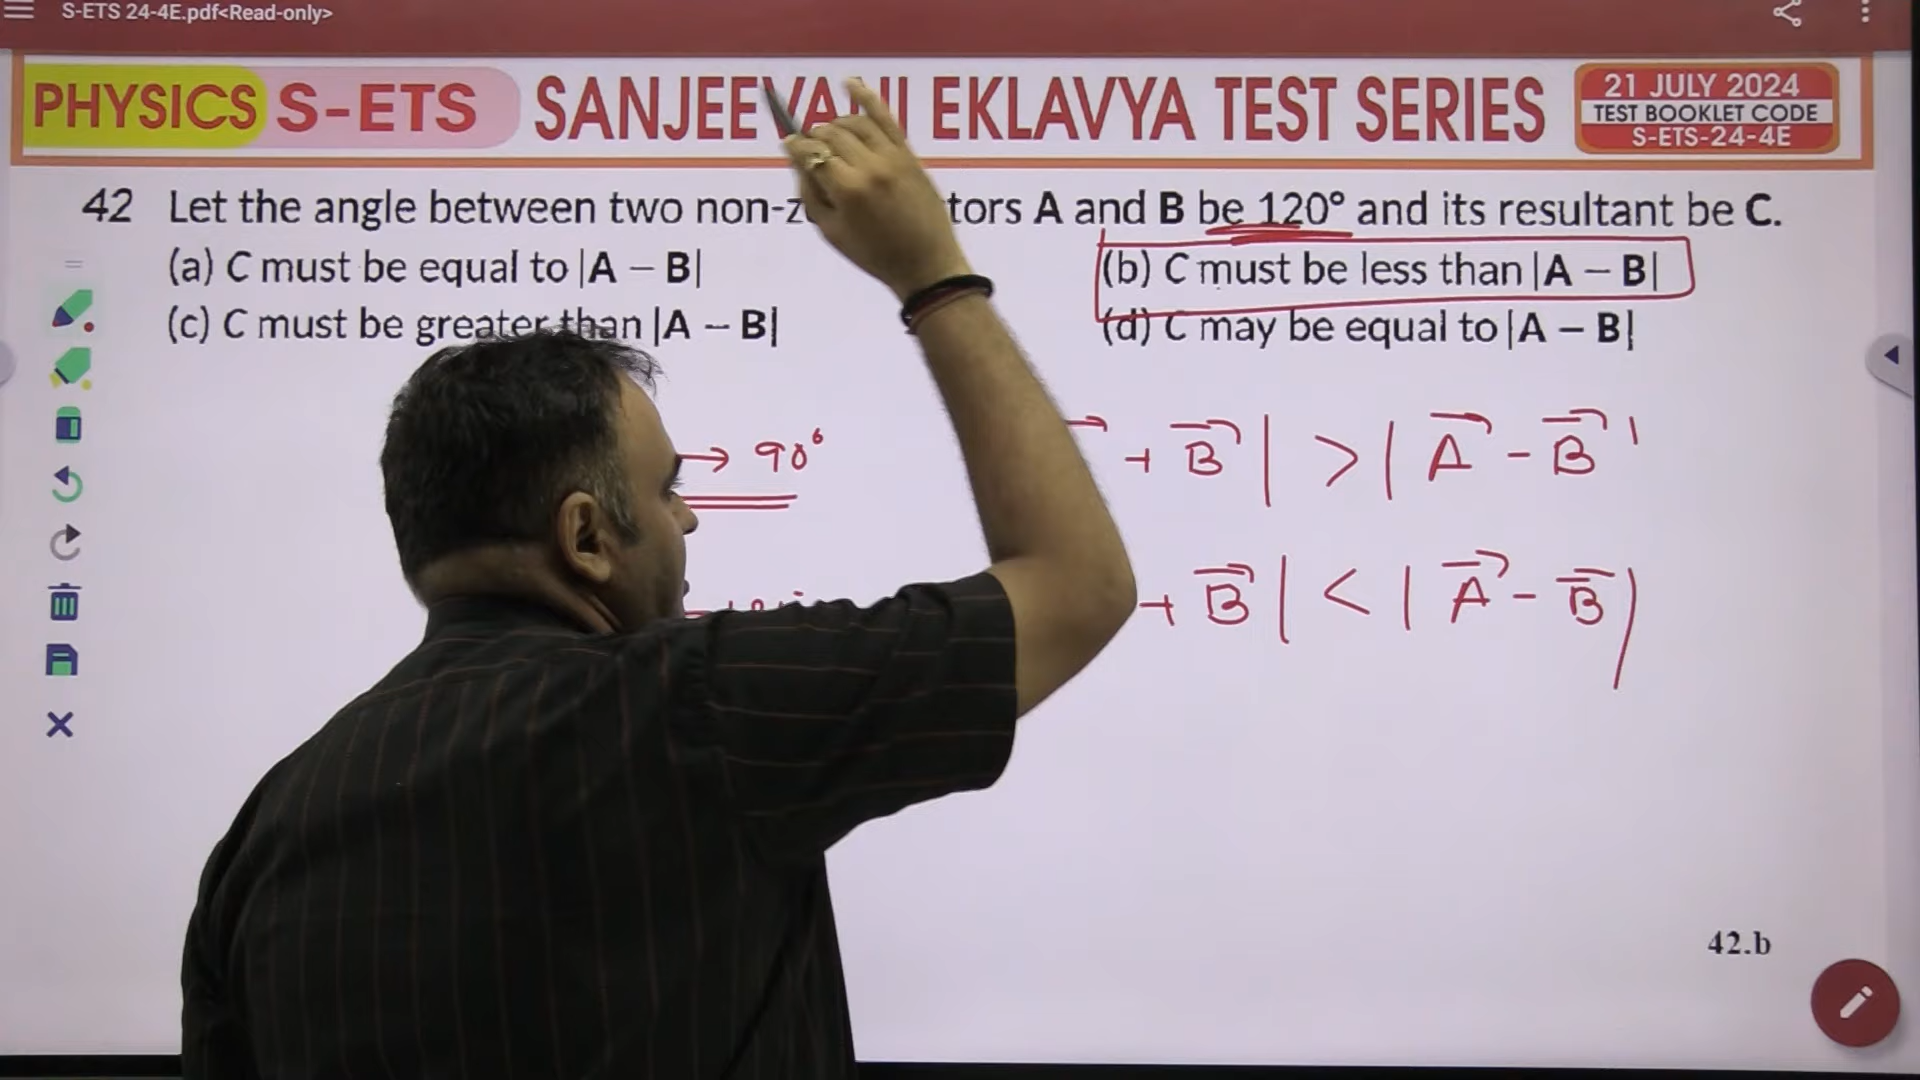 S-ETS 24-4E.pdf<Read-only>
PHYSICS S-ETS SANJEEVANI EKLAVYA TEST SERIES
21 JULY 2024
TEST BOOKLET CODE
S-ETS-24-4E
42 Let the angle between two non-z tors A and B be 120° and its resultant be C.
(a) C must be equal to |A – B|
(b) C must be less than |A – B|
(c) C must be greater than |A – B|
(d) C may be equal to |A – B|
→ 90°
+ B⃗ | > | A⃗ - B⃗ |
+ B⃗ | < | A⃗ - B⃗ |
42.b